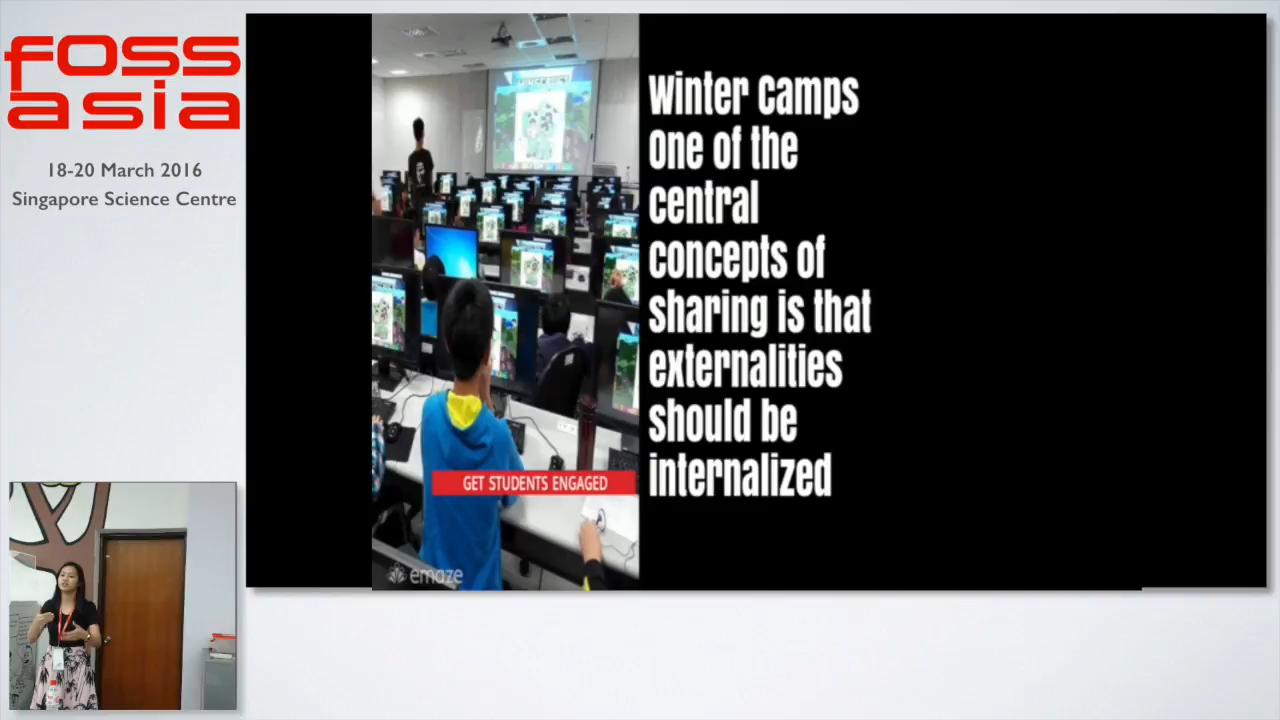 foss
asia
18-20 March 2016
Singapore Science Centre
Winter Camps
One of the
central
concepts of
sharing is that
externalities
should be
internalized
GET STUDENTS ENGAGED
emaze